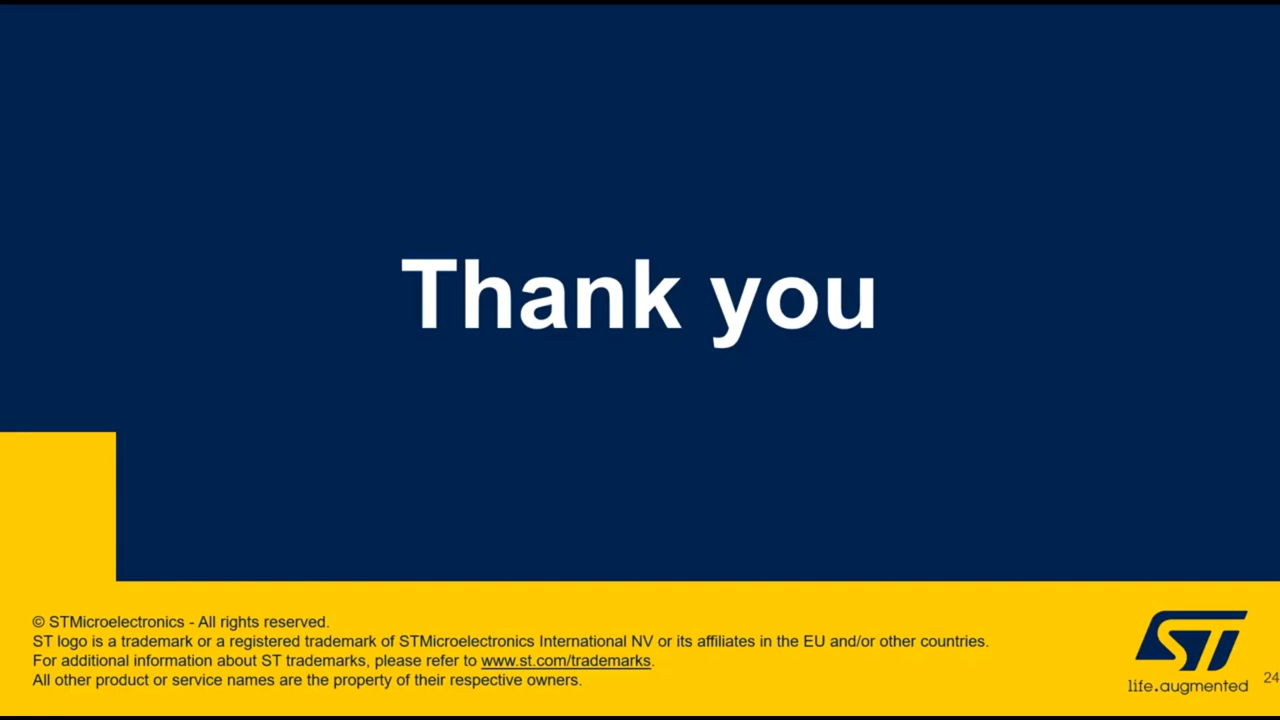 Thank you
© STMicroelectronics - All rights reserved.
ST logo is a trademark or a registered trademark of STMicroelectronics International NV or its affiliates in the EU and/or other countries.
For additional information about ST trademarks, please refer to www.st.com/trademarks.
All other product or service names are the property of their respective owners.
ST
life.augmented
24